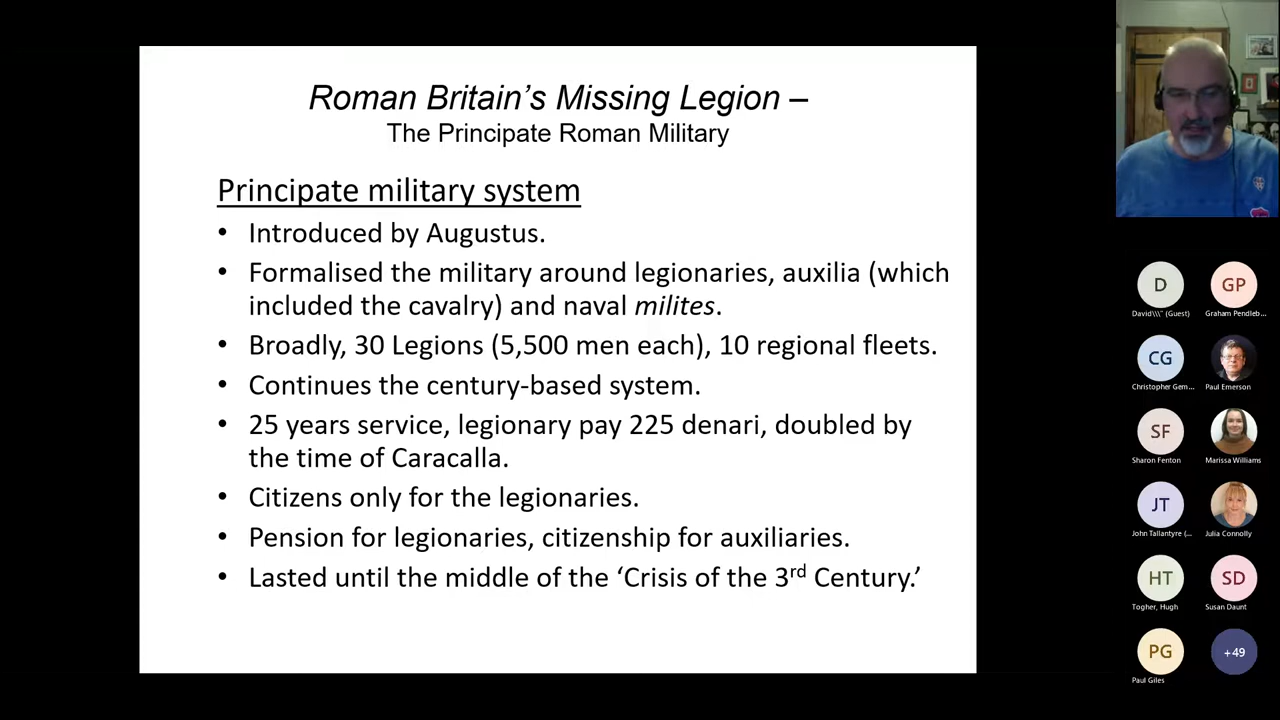 Roman Britain's Missing Legion –
The Principate Roman Military
Principate military system
• Introduced by Augustus.
• Formalised the military around legionaries, auxilia (which
included the cavalry) and naval milites.
• Broadly, 30 Legions (5,500 men each), 10 regional fleets.
• Continues the century-based system.
• 25 years service, legionary pay 225 denari, doubled by
the time of Caracalla.
• Citizens only for the legionaries.
• Pension for legionaries, citizenship for auxiliaries.
• Lasted until the middle of the ‘Crisis of the 3rd Century.’
D
GP
David\\\" (Guest)
Graham Pendleb...
CG
Christopher Gem...
Paul Emerson
SF
Sharon Fenton
Marissa Williams
JT
John Tallantyre (...
Julia Connolly
HT
SD
Togher, Hugh
Susan Daunt
PG
+49
Paul Giles